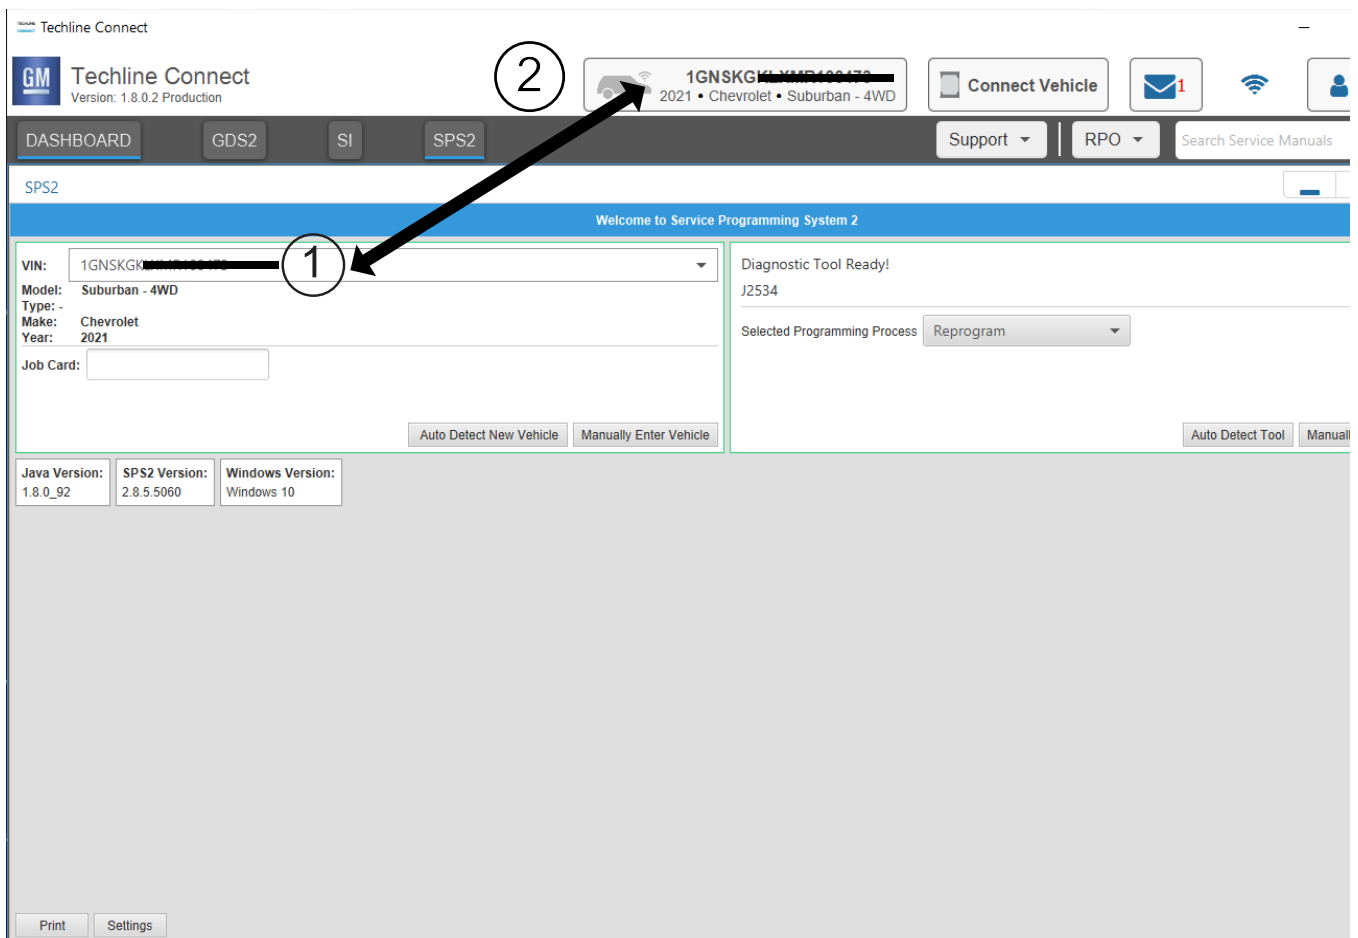 Techline Connect
GM
Techline Connect
Version: 1.8.0.2 Production
2
1GNSKGK
2021 • Chevrolet • Suburban - 4WD
Connect Vehicle
1
DASHBOARD GDS2 SI SPS2 Support RPO Search Service Manuals
SPS2
Welcome to Service Programming System 2
VIN: 1GNSKGK 1
Model: Suburban - 4WD
Type: -
Make: Chevrolet
Year: 2021
Job Card:
Auto Detect New Vehicle Manually Enter Vehicle
Diagnostic Tool Ready!
J2534
Selected Programming Process Reprogram
Auto Detect Tool Manuall
Java Version: SPS2 Version: Windows Version:
1.8.0_92 2.8.5.5060 Windows 10
Print Settings